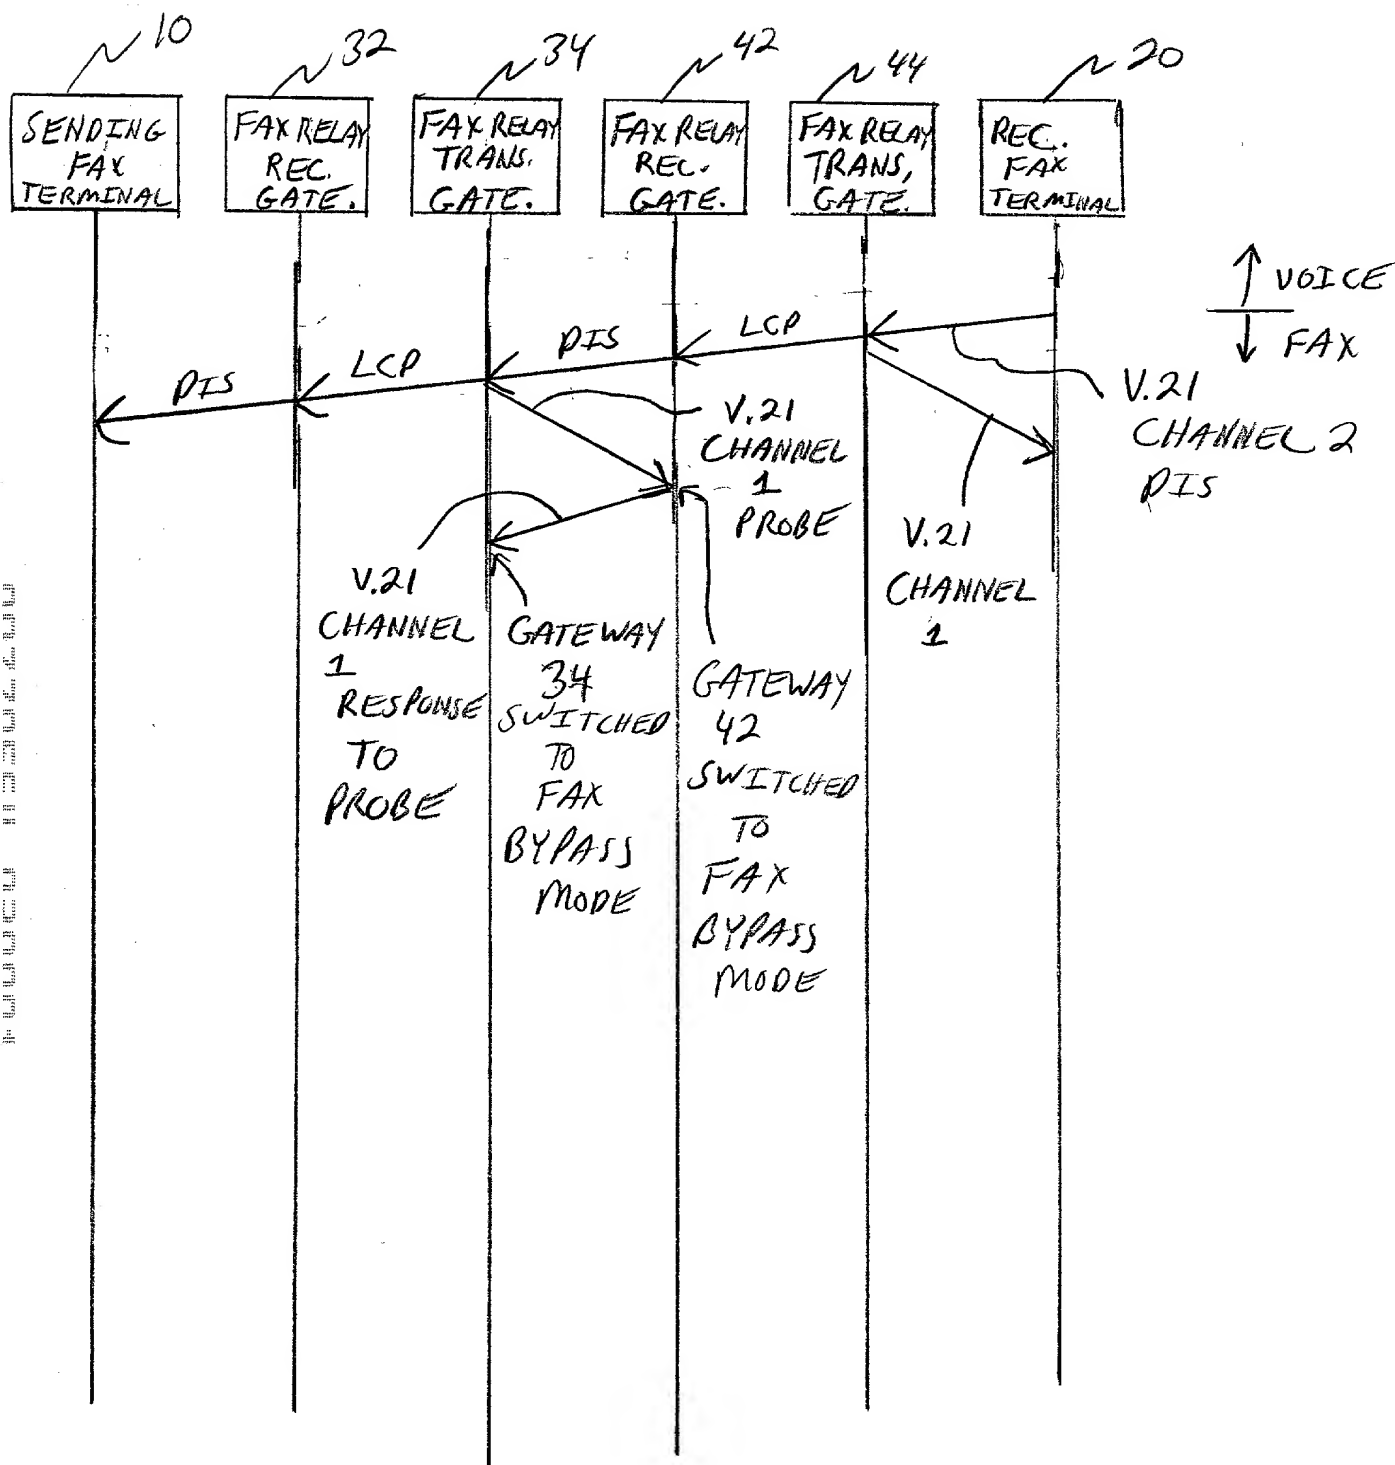 10
32
34
42
44
20
SENDING
FAX
TERMINAL
FAX RELAY
REC.
GATE.
FAX RELAY
TRANS.
GATE.
FAX RELAY
REC.
GATE.
FAX RELAY
TRANS,
GATE.
REC.
FAX
TERMINAL
VOICE
FAX
DIS
LCP
DIS
LCP
V.21
CHANNEL 2
DIS
V.21
CHANNEL
1
PROBE
V.21
CHANNEL
1
V.21
CHANNEL
1
RESPONSE
TO
PROBE
GATEWAY
34
SWITCHED
TO
FAX
BYPASS
MODE
GATEWAY
42
SWITCHED
TO
FAX
BYPASS
MODE